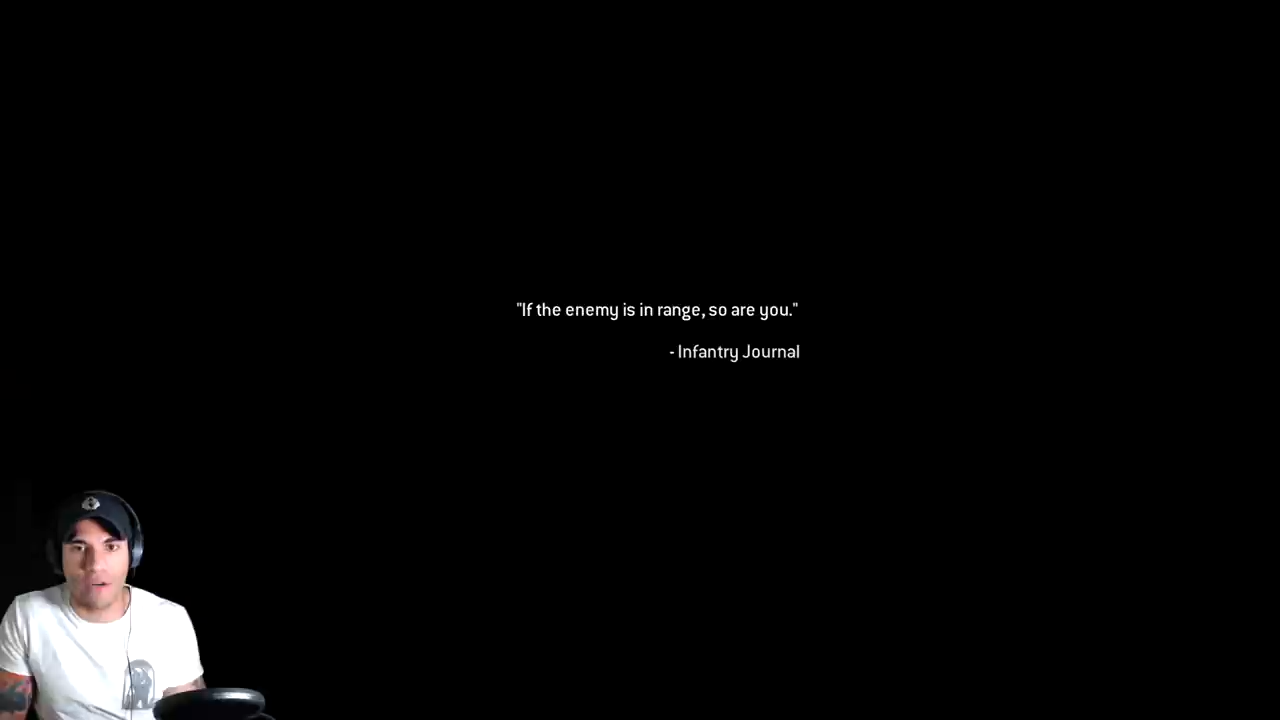 "If the enemy is in range, so are you."
- Infantry Journal